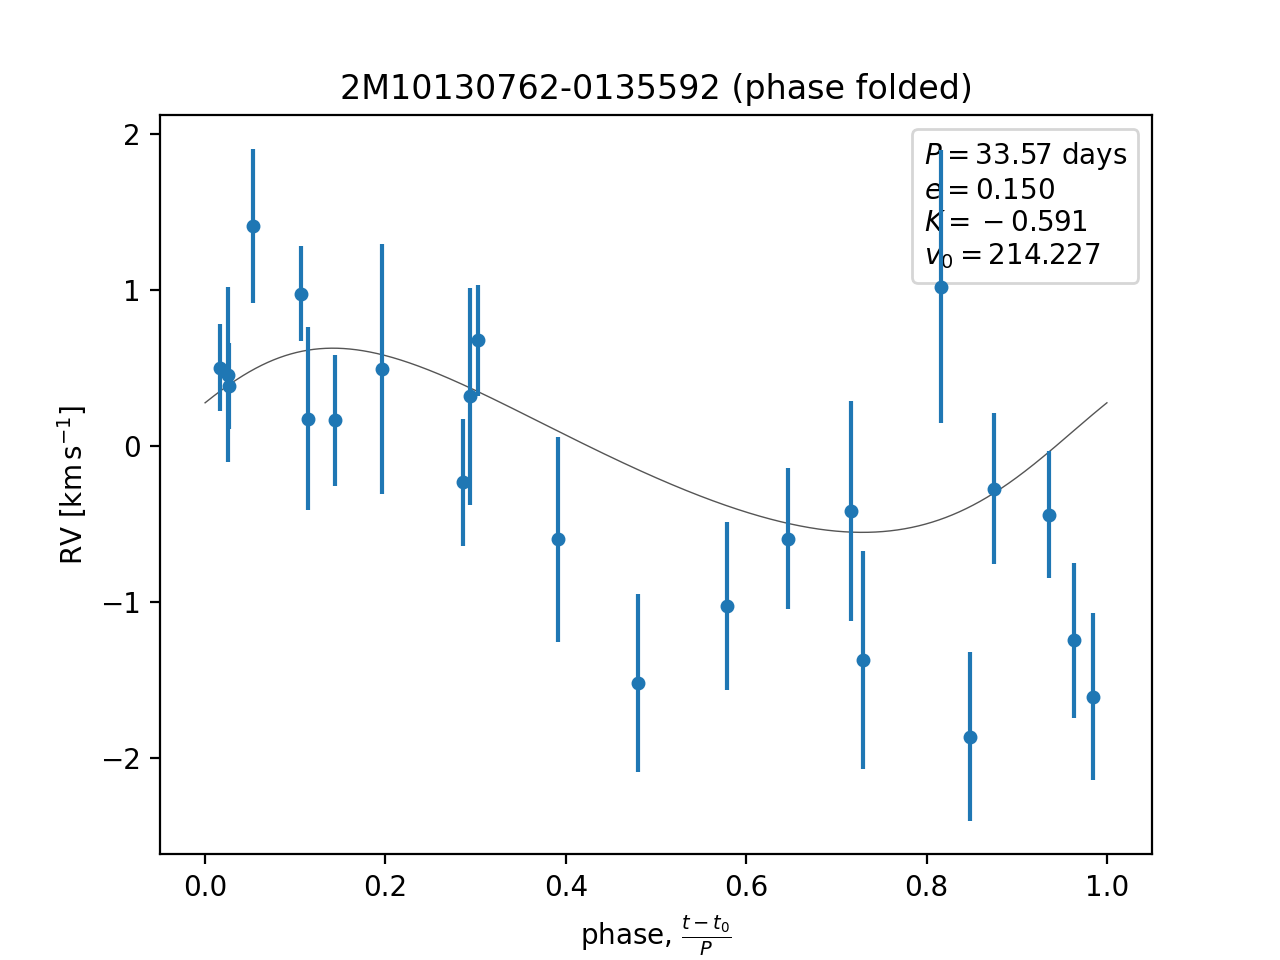 2M10130762-0135592 (phase folded)
P = 33.57 days
e = 0.150
K = −0.591
v₀ = 214.227
RV [km s⁻¹]
2
1
0
−1
−2
0.0 0.2 0.4 0.6 0.8 1.0
phase, (t − t₀)/P